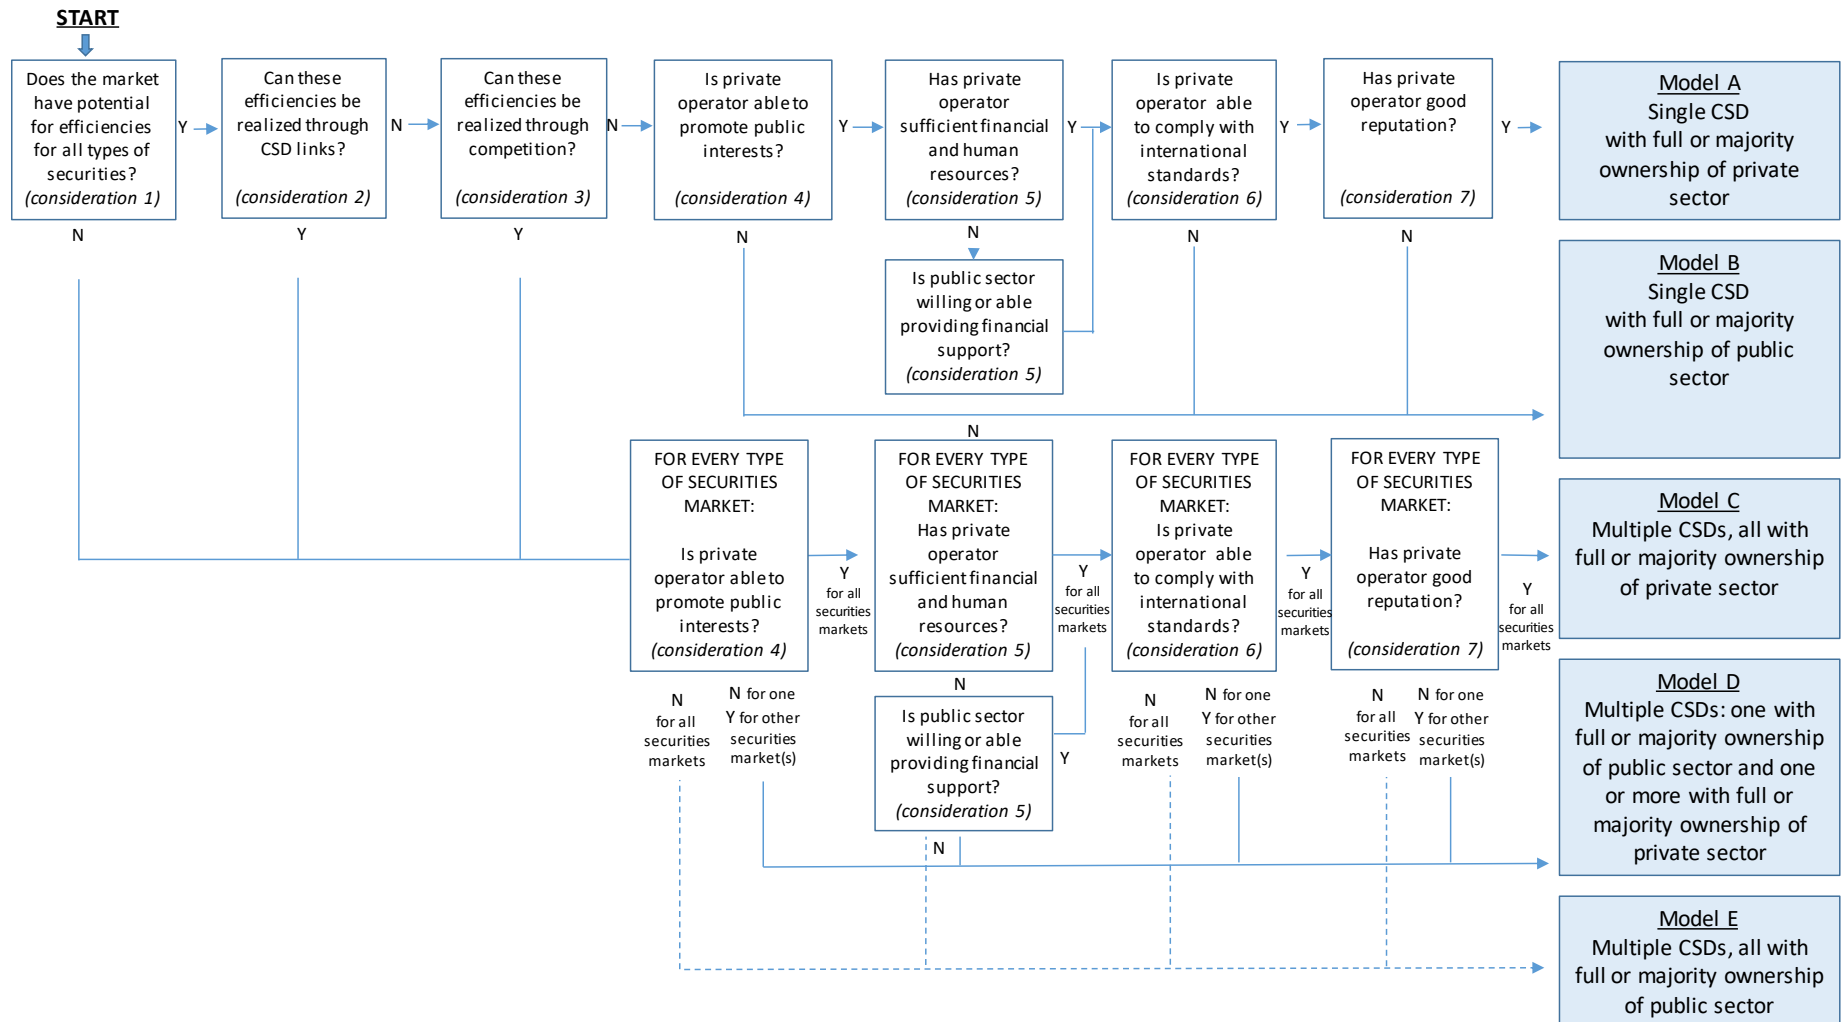 START
Does the market
have potential
for efficiencies
for all types of
securities?
(consideration 1)
Y
N
Can these
efficiencies be
realized through
CSD links?
(consideration 2)
N
Y
Can these
efficiencies be
realized through
competition?
(consideration 3)
N
Y
Is private
operator able to
promote public
interests?
(consideration 4)
Y
N
Has private
operator
sufficient financial
and human
resources?
(consideration 5)
Y
N
Is public sector
willing or able
providing financial
support?
(consideration 5)
N
Is private
operator able
to comply with
international
standards?
(consideration 6)
Y
N
Has private
operator good
reputation?
(consideration 7)
Y
N
Model A
Single CSD
with full or majority
ownership of private
sector
Model B
Single CSD
with full or majority
ownership of public
sector
FOR EVERY TYPE
OF SECURITIES
MARKET:
Is private
operator able to
promote public
interests?
(consideration 4)
Y
for all
securities
markets
N
for all
securities
markets
N for one
Y for other
securities
market(s)
FOR EVERY TYPE
OF SECURITIES
MARKET:
Has private
operator
sufficient financial
and human
resources?
(consideration 5)
Y
for all
securities
markets
N
Is public sector
willing or able
providing financial
support?
(consideration 5)
Y
N
FOR EVERY TYPE
OF SECURITIES
MARKET:
Is private
operator able
to comply with
international
standards?
(consideration 6)
Y
for all
securities
markets
N
for all
securities
markets
N for one
Y for other
securities
market(s)
FOR EVERY TYPE
OF SECURITIES
MARKET:
Has private
operator good
reputation?
(consideration 7)
Y
for all
securities
markets
N
for all
securities
markets
N for one
Y for other
securities
market(s)
Model C
Multiple CSDs, all with
full or majority ownership
of private sector
Model D
Multiple CSDs: one with
full or majority ownership
of public sector and one
or more with full or
majority ownership of
private sector
Model E
Multiple CSDs, all with
full or majority ownership
of public sector